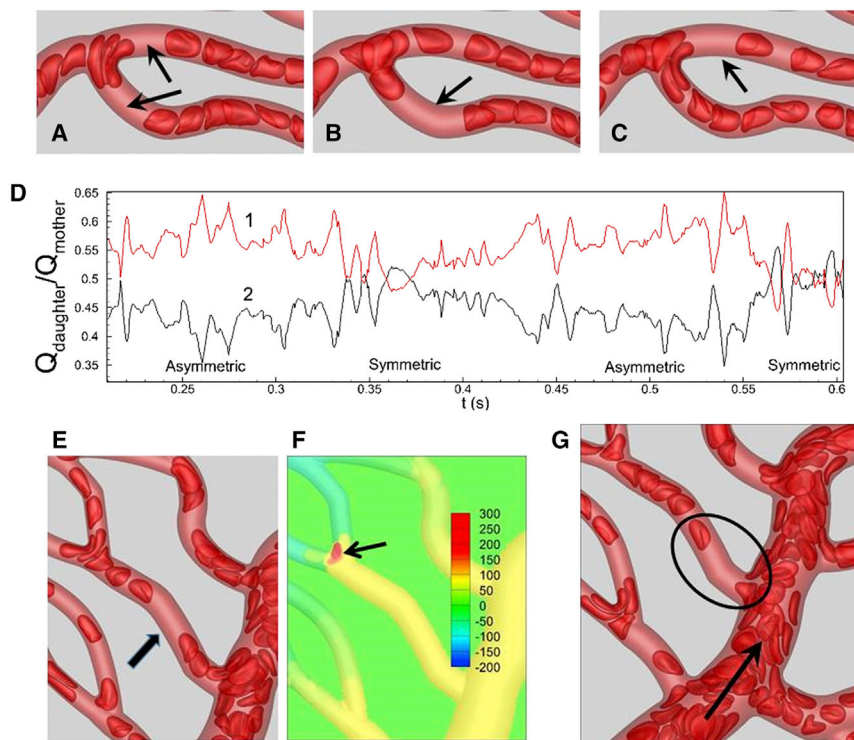 A
B
C
D
Q_daughter/Q_mother
0.65
0.6
0.55
0.5
0.45
0.4
0.35
1
2
Asymmetric
Symmetric
Asymmetric
Symmetric
0.25
0.3
0.35
0.4
0.45
0.5
0.55
0.6
t (s)
E
F
G
300
250
200
150
100
50
0
-50
-100
-150
-200